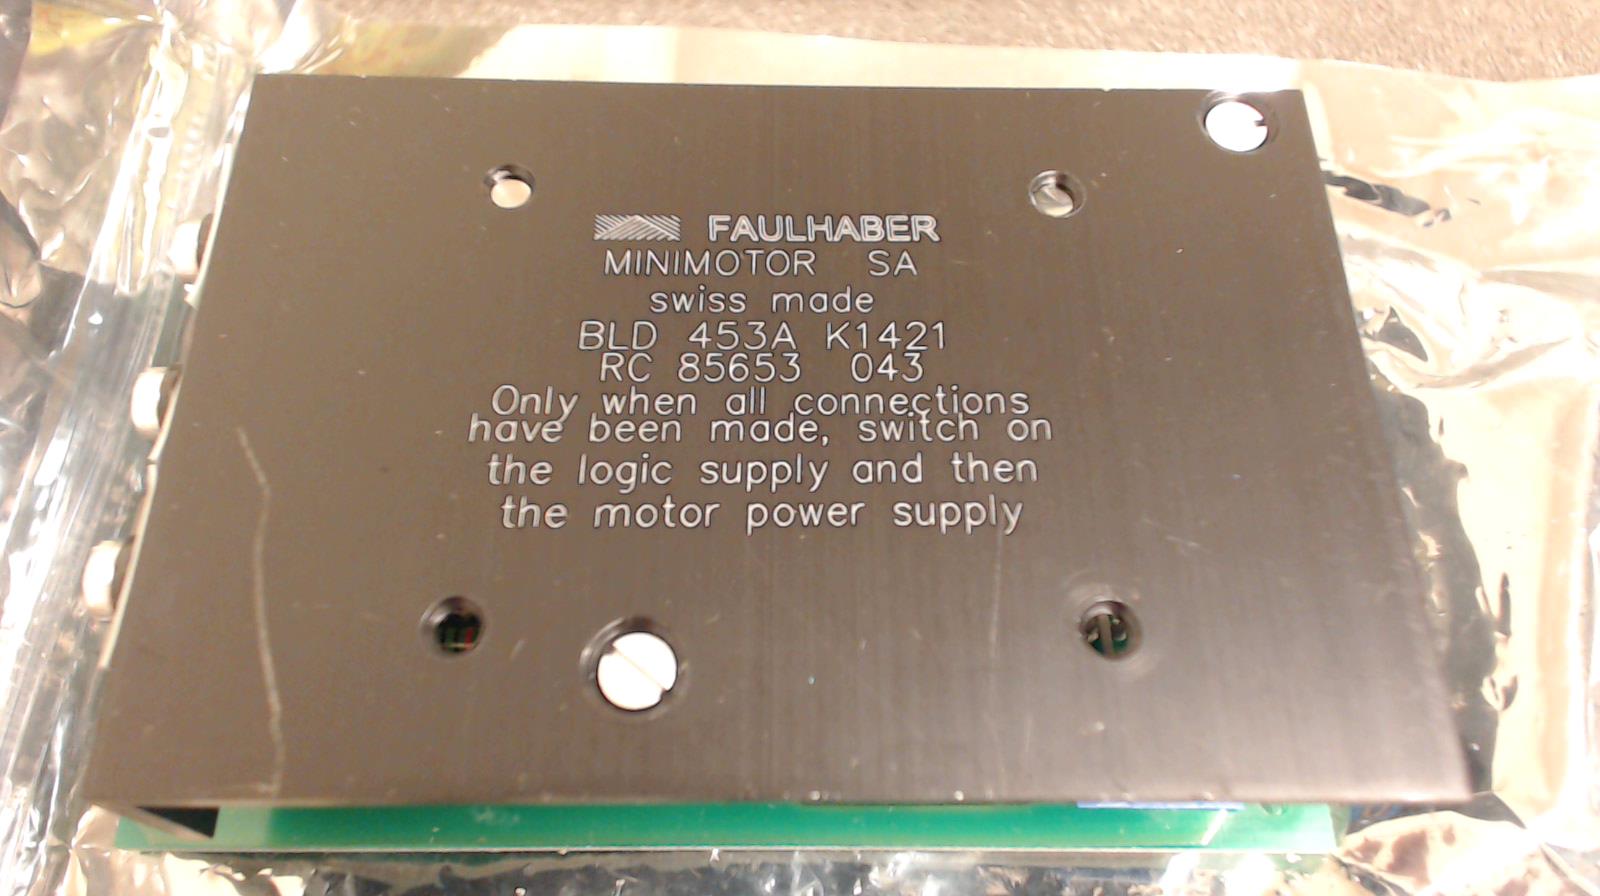 FAULHABER
MINIMOTOR SA
swiss made
BLD 453A K1421
RC 85653 043
Only when all connections
have been made, switch on
the logic supply and then
the motor power supply